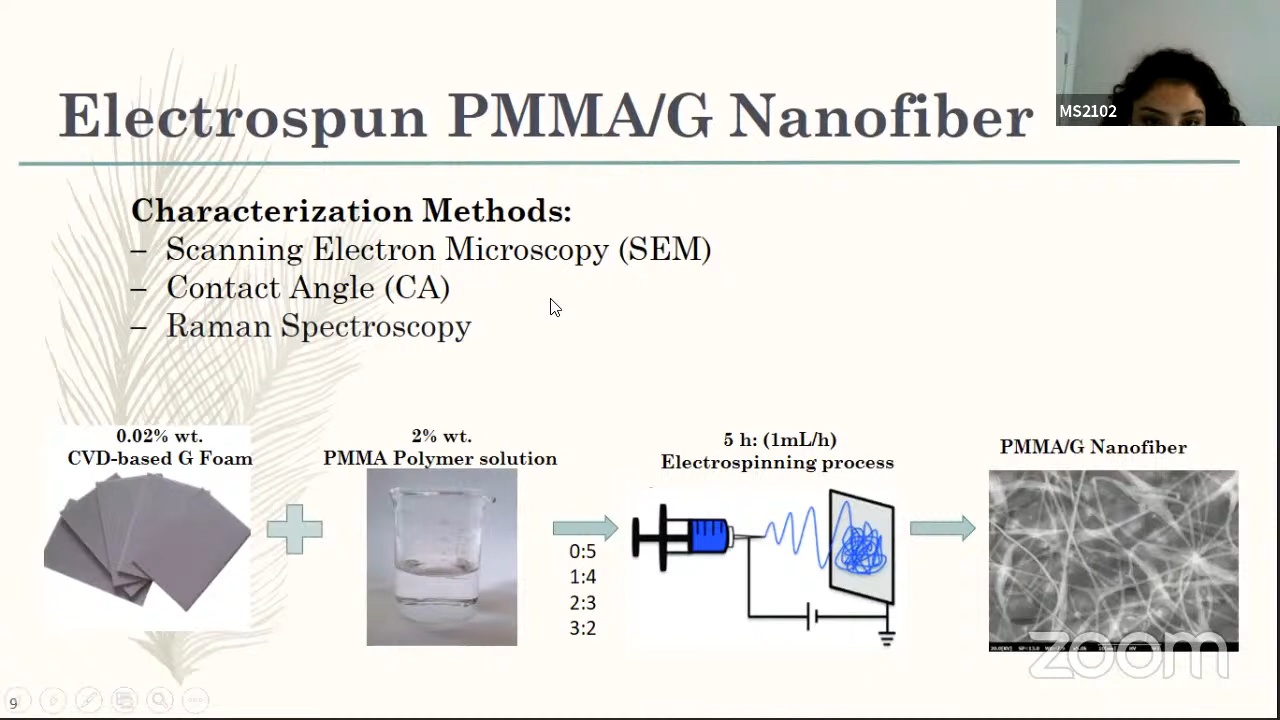 Electrospun PMMA/G Nanofiber
MS2102
Characterization Methods:
– Scanning Electron Microscopy (SEM)
– Contact Angle (CA)
– Raman Spectroscopy
0.02% wt.
CVD-based G Foam
2% wt.
PMMA Polymer solution
0:5
1:4
2:3
3:2
5 h: (1mL/h)
Electrospinning process
PMMA/G Nanofiber
zoom
9